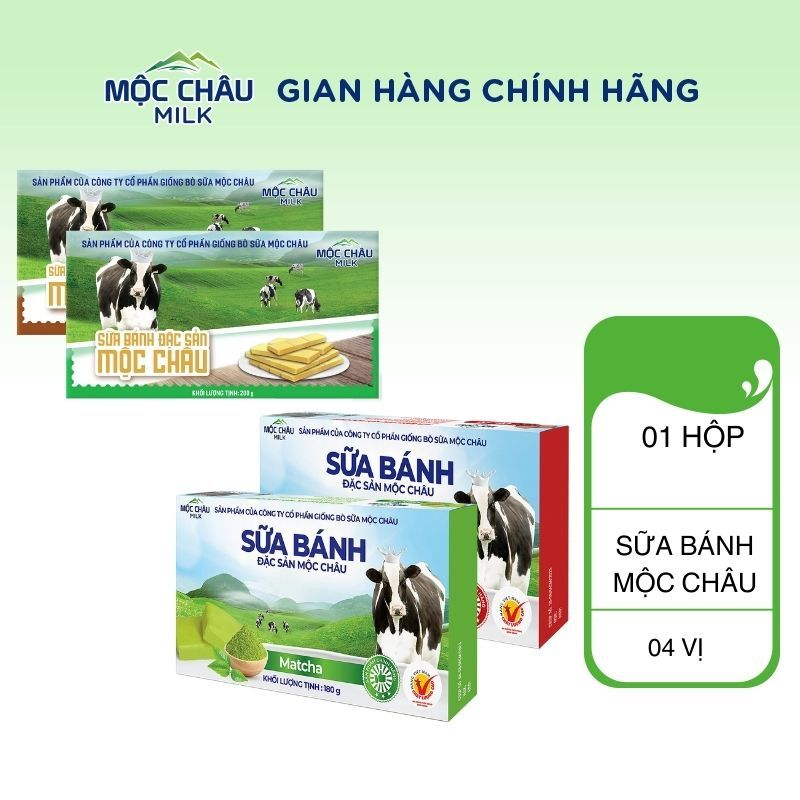 MỘC CHÂU
MILK
GIAN HÀNG CHÍNH HÃNG
SẢN PHẨM CỦA CÔNG TY CỔ PHẦN GIỐNG BÒ SỮA MỘC CHÂU
MỘC CHÂU
MILK
SẢN PHẨM CỦA CÔNG TY CỔ PHẦN GIỐNG BÒ SỮA MỘC CHÂU
MỘC CHÂU
MILK
SỮA BÁNH ĐẶC SẢN
MỘC CHÂU
KHỐI LƯỢNG TỊNH: 200 g
MỘC CHÂU
MILK
SẢN PHẨM CỦA CÔNG TY CỔ PHẦN GIỐNG BÒ SỮA MỘC CHÂU
SỮA BÁNH
ĐẶC SẢN MỘC CHÂU
MỘC CHÂU
MILK
SẢN PHẨM CỦA CÔNG TY CỔ PHẦN GIỐNG BÒ SỮA MỘC CHÂU
SỮA BÁNH
ĐẶC SẢN MỘC CHÂU
Matcha
KHỐI LƯỢNG TỊNH: 180 g
01 HỘP
SỮA BÁNH
MỘC CHÂU
04 VỊ